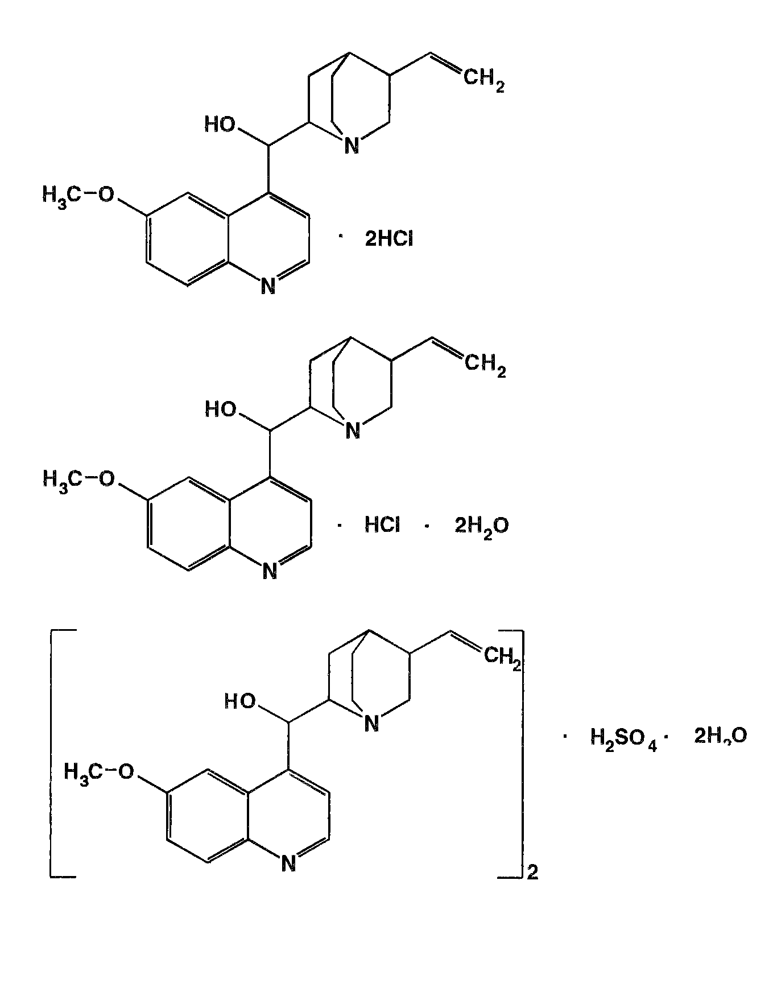 CH2
HO
N
H3C-O
· 2HCl
N
CH2
HO
N
H3C-O
· HCl · 2H2O
N
CH2
HO
N
· H2SO4 · 2H2O
H3C-O
N
2